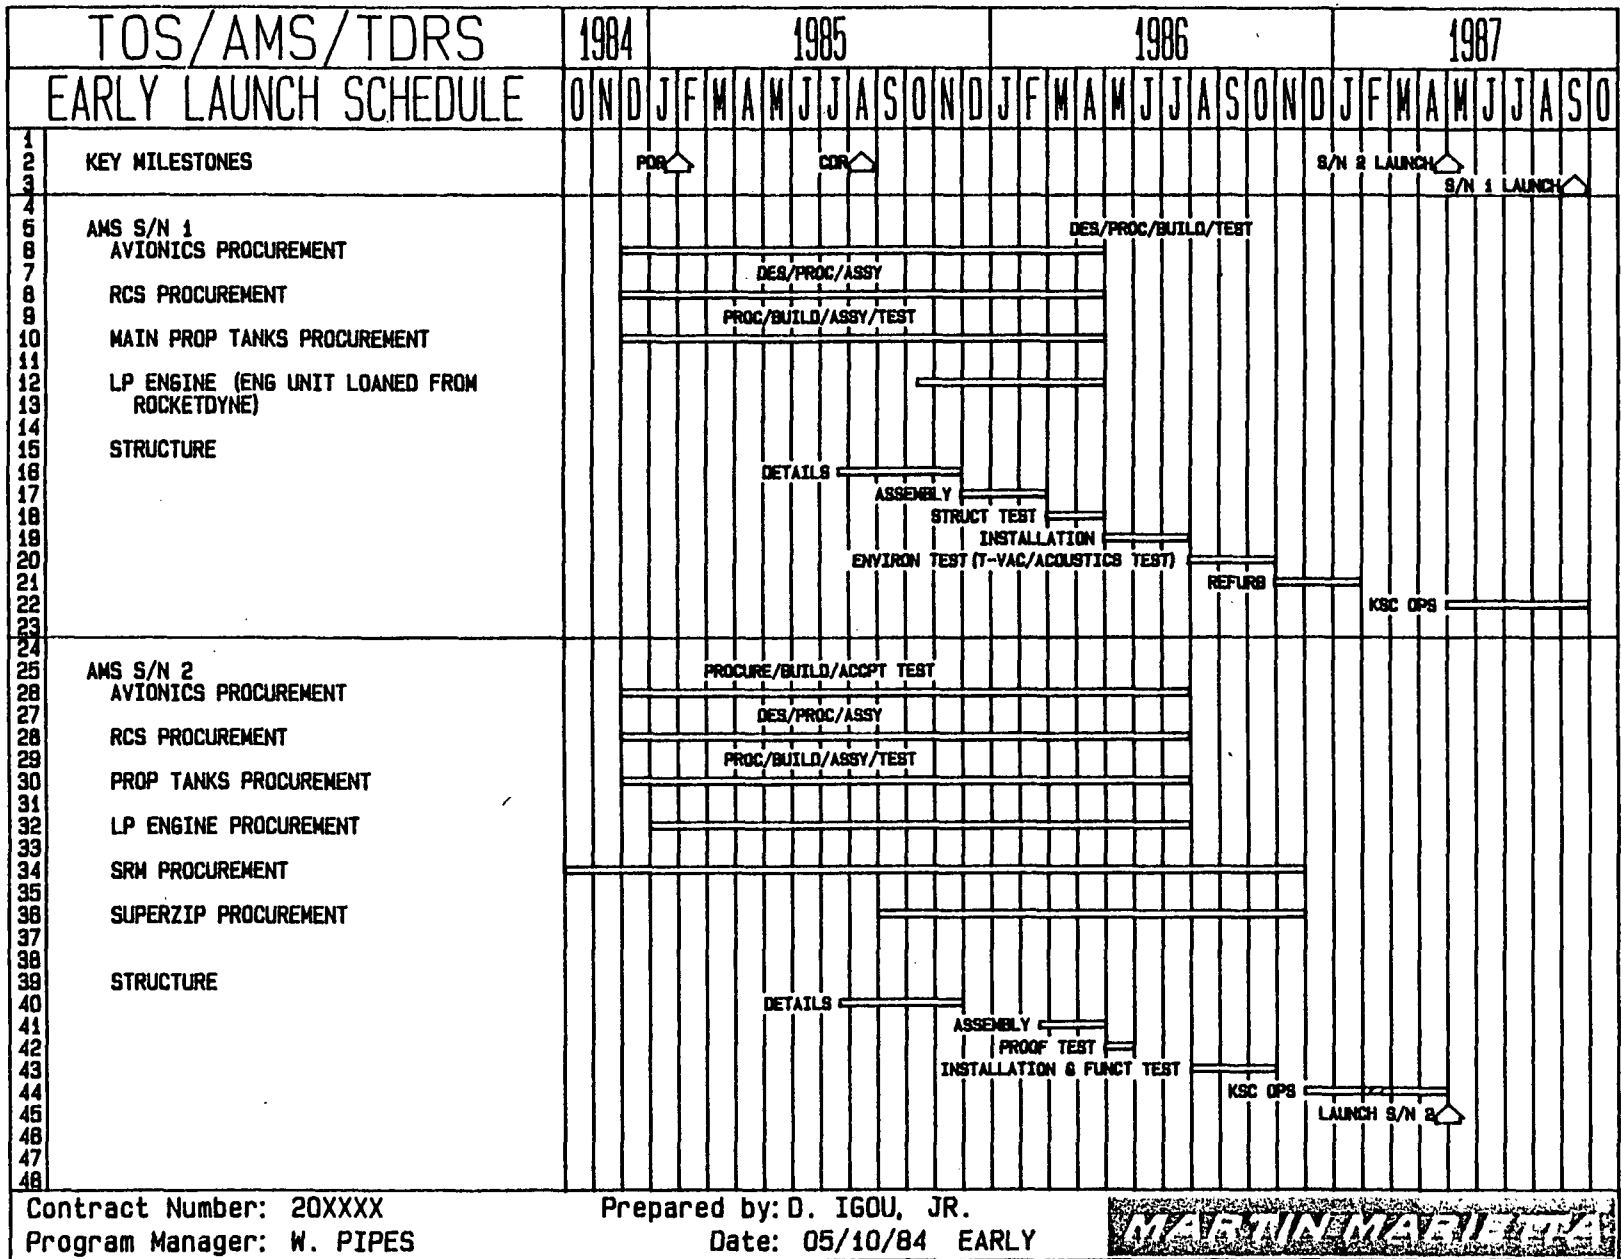 TOS/AMS/TDRS
1984 1985 1986 1987
EARLY LAUNCH SCHEDULE
O N D J F M A M J J A S O N D J F M A M J J A S O N D J F M A M J J A S O
1
2 KEY MILESTONES PDR CDR S/N 2 LAUNCH
3 S/N 1 LAUNCH
4
5 AMS S/N 1 DES/PROC/BUILD/TEST
6 AVIONICS PROCUREMENT
7 DES/PROC/ASSY
8 RCS PROCUREMENT
9 PROC/BUILD/ASSY/TEST
10 MAIN PROP TANKS PROCUREMENT
11
12 LP ENGINE (ENG UNIT LOANED FROM
13 ROCKETDYNE)
14
15 STRUCTURE
16 DETAILS
17 ASSEMBLY
18 STRUCT TEST
19 INSTALLATION
20 ENVIRON TEST (T-VAC/ACOUSTICS TEST)
21 REFURB
22 KSC OPS
23
24
25 AMS S/N 2 PROCURE/BUILD/ACCPT TEST
26 AVIONICS PROCUREMENT
27 DES/PROC/ASSY
28 RCS PROCUREMENT
29 PROC/BUILD/ASSY/TEST
30 PROP TANKS PROCUREMENT
31
32 LP ENGINE PROCUREMENT
33
34 SRM PROCUREMENT
35
36 SUPERZIP PROCUREMENT
37
38
39 STRUCTURE
40 DETAILS
41 ASSEMBLY
42 PROOF TEST
43 INSTALLATION & FUNCT TEST
44 KSC OPS
45 LAUNCH S/N 2
46
47
48
Contract Number: 20XXXX Prepared by: D. IGOU, JR.
Program Manager: W. PIPES Date: 05/10/84 EARLY
MARTIN MARIETTA